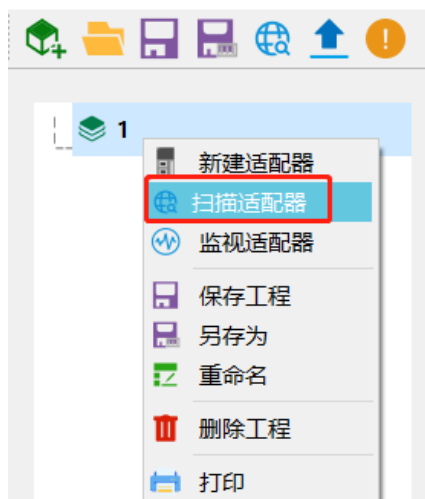 1
新建适配器
扫描适配器
监视适配器
保存工程
另存为
重命名
删除工程
打印